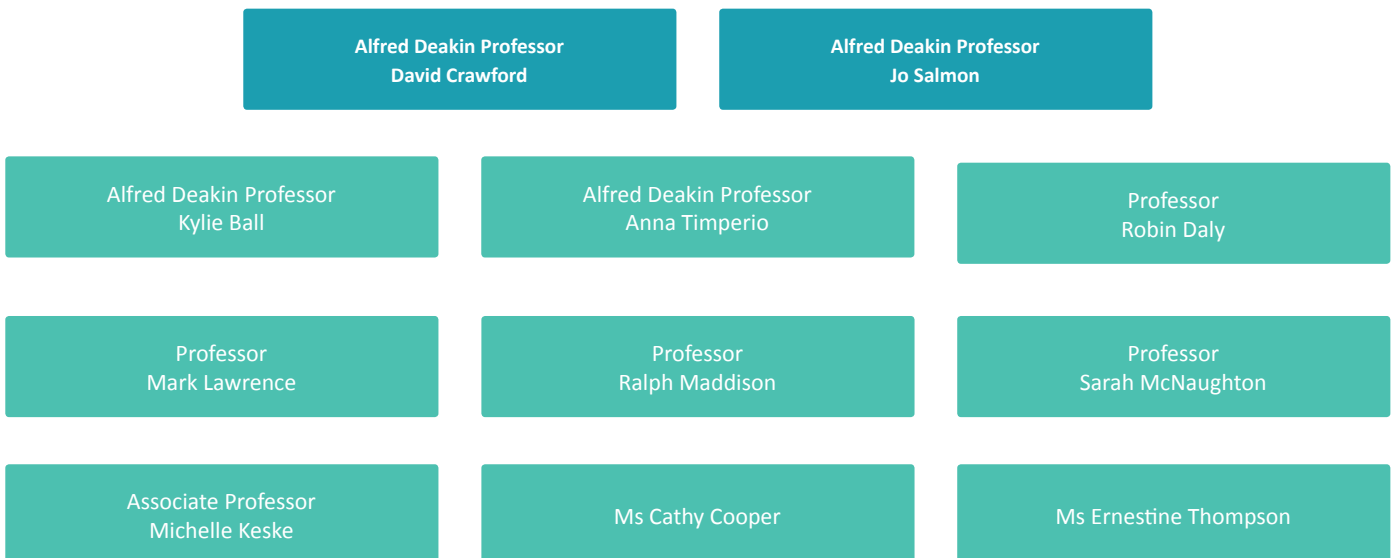 Alfred Deakin Professor
David Crawford
Alfred Deakin Professor
Jo Salmon
Alfred Deakin Professor
Kylie Ball
Alfred Deakin Professor
Anna Timperio
Professor
Robin Daly
Professor
Mark Lawrence
Professor
Ralph Maddison
Professor
Sarah McNaughton
Associate Professor
Michelle Keske
Ms Cathy Cooper
Ms Ernestine Thompson